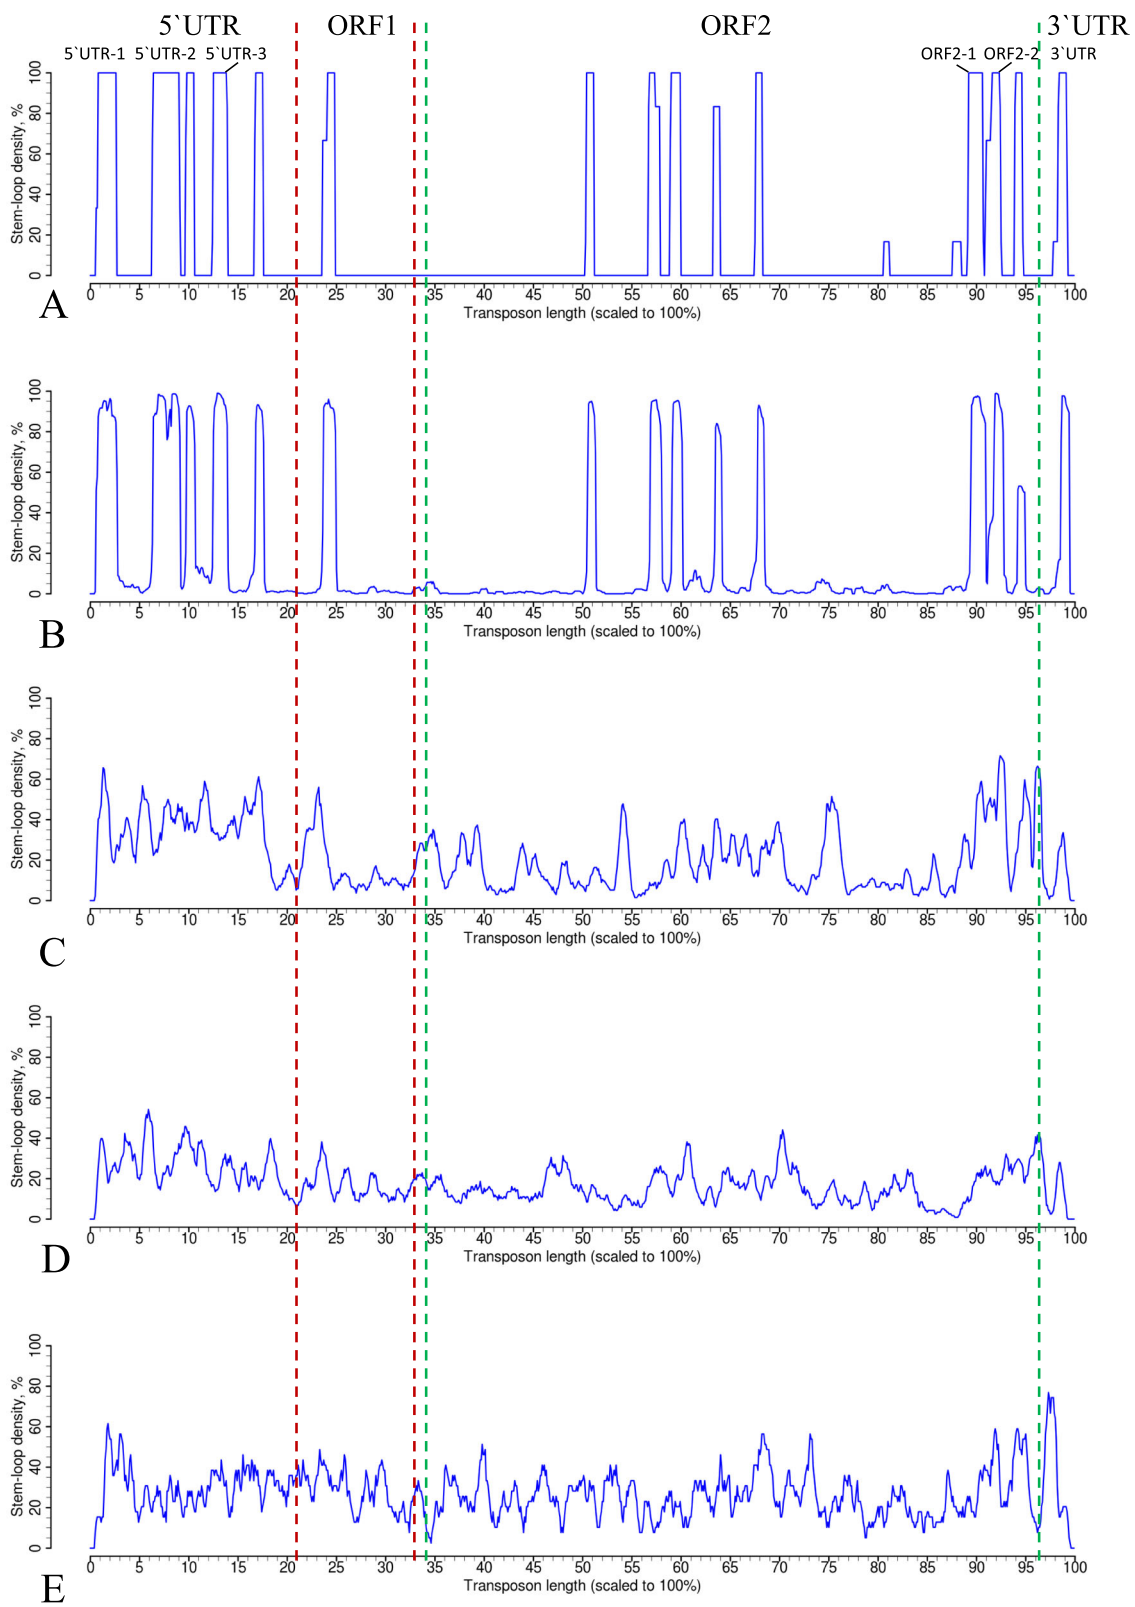 5`UTR ORF1 ORF2 3`UTR
5`UTR-1 5`UTR-2 5`UTR-3 ORF2-1 ORF2-2 3`UTR
Stem-loop density, %
0 20 40 60 80 100
0 5 10 15 20 25 30 35 40 45 50 55 60 65 70 75 80 85 90 95 100
Transposon length (scaled to 100%)
A
Stem-loop density, %
0 20 40 60 80 100
0 5 10 15 20 25 30 35 40 45 50 55 60 65 70 75 80 85 90 95 100
Transposon length (scaled to 100%)
B
Stem-loop density, %
0 20 40 60 80 100
0 5 10 15 20 25 30 35 40 45 50 55 60 65 70 75 80 85 90 95 100
Transposon length (scaled to 100%)
C
Stem-loop density, %
0 20 40 60 80 100
0 5 10 15 20 25 30 35 40 45 50 55 60 65 70 75 80 85 90 95 100
Transposon length (scaled to 100%)
D
Stem-loop density, %
0 20 40 60 80 100
0 5 10 15 20 25 30 35 40 45 50 55 60 65 70 75 80 85 90 95 100
Transposon length (scaled to 100%)
E